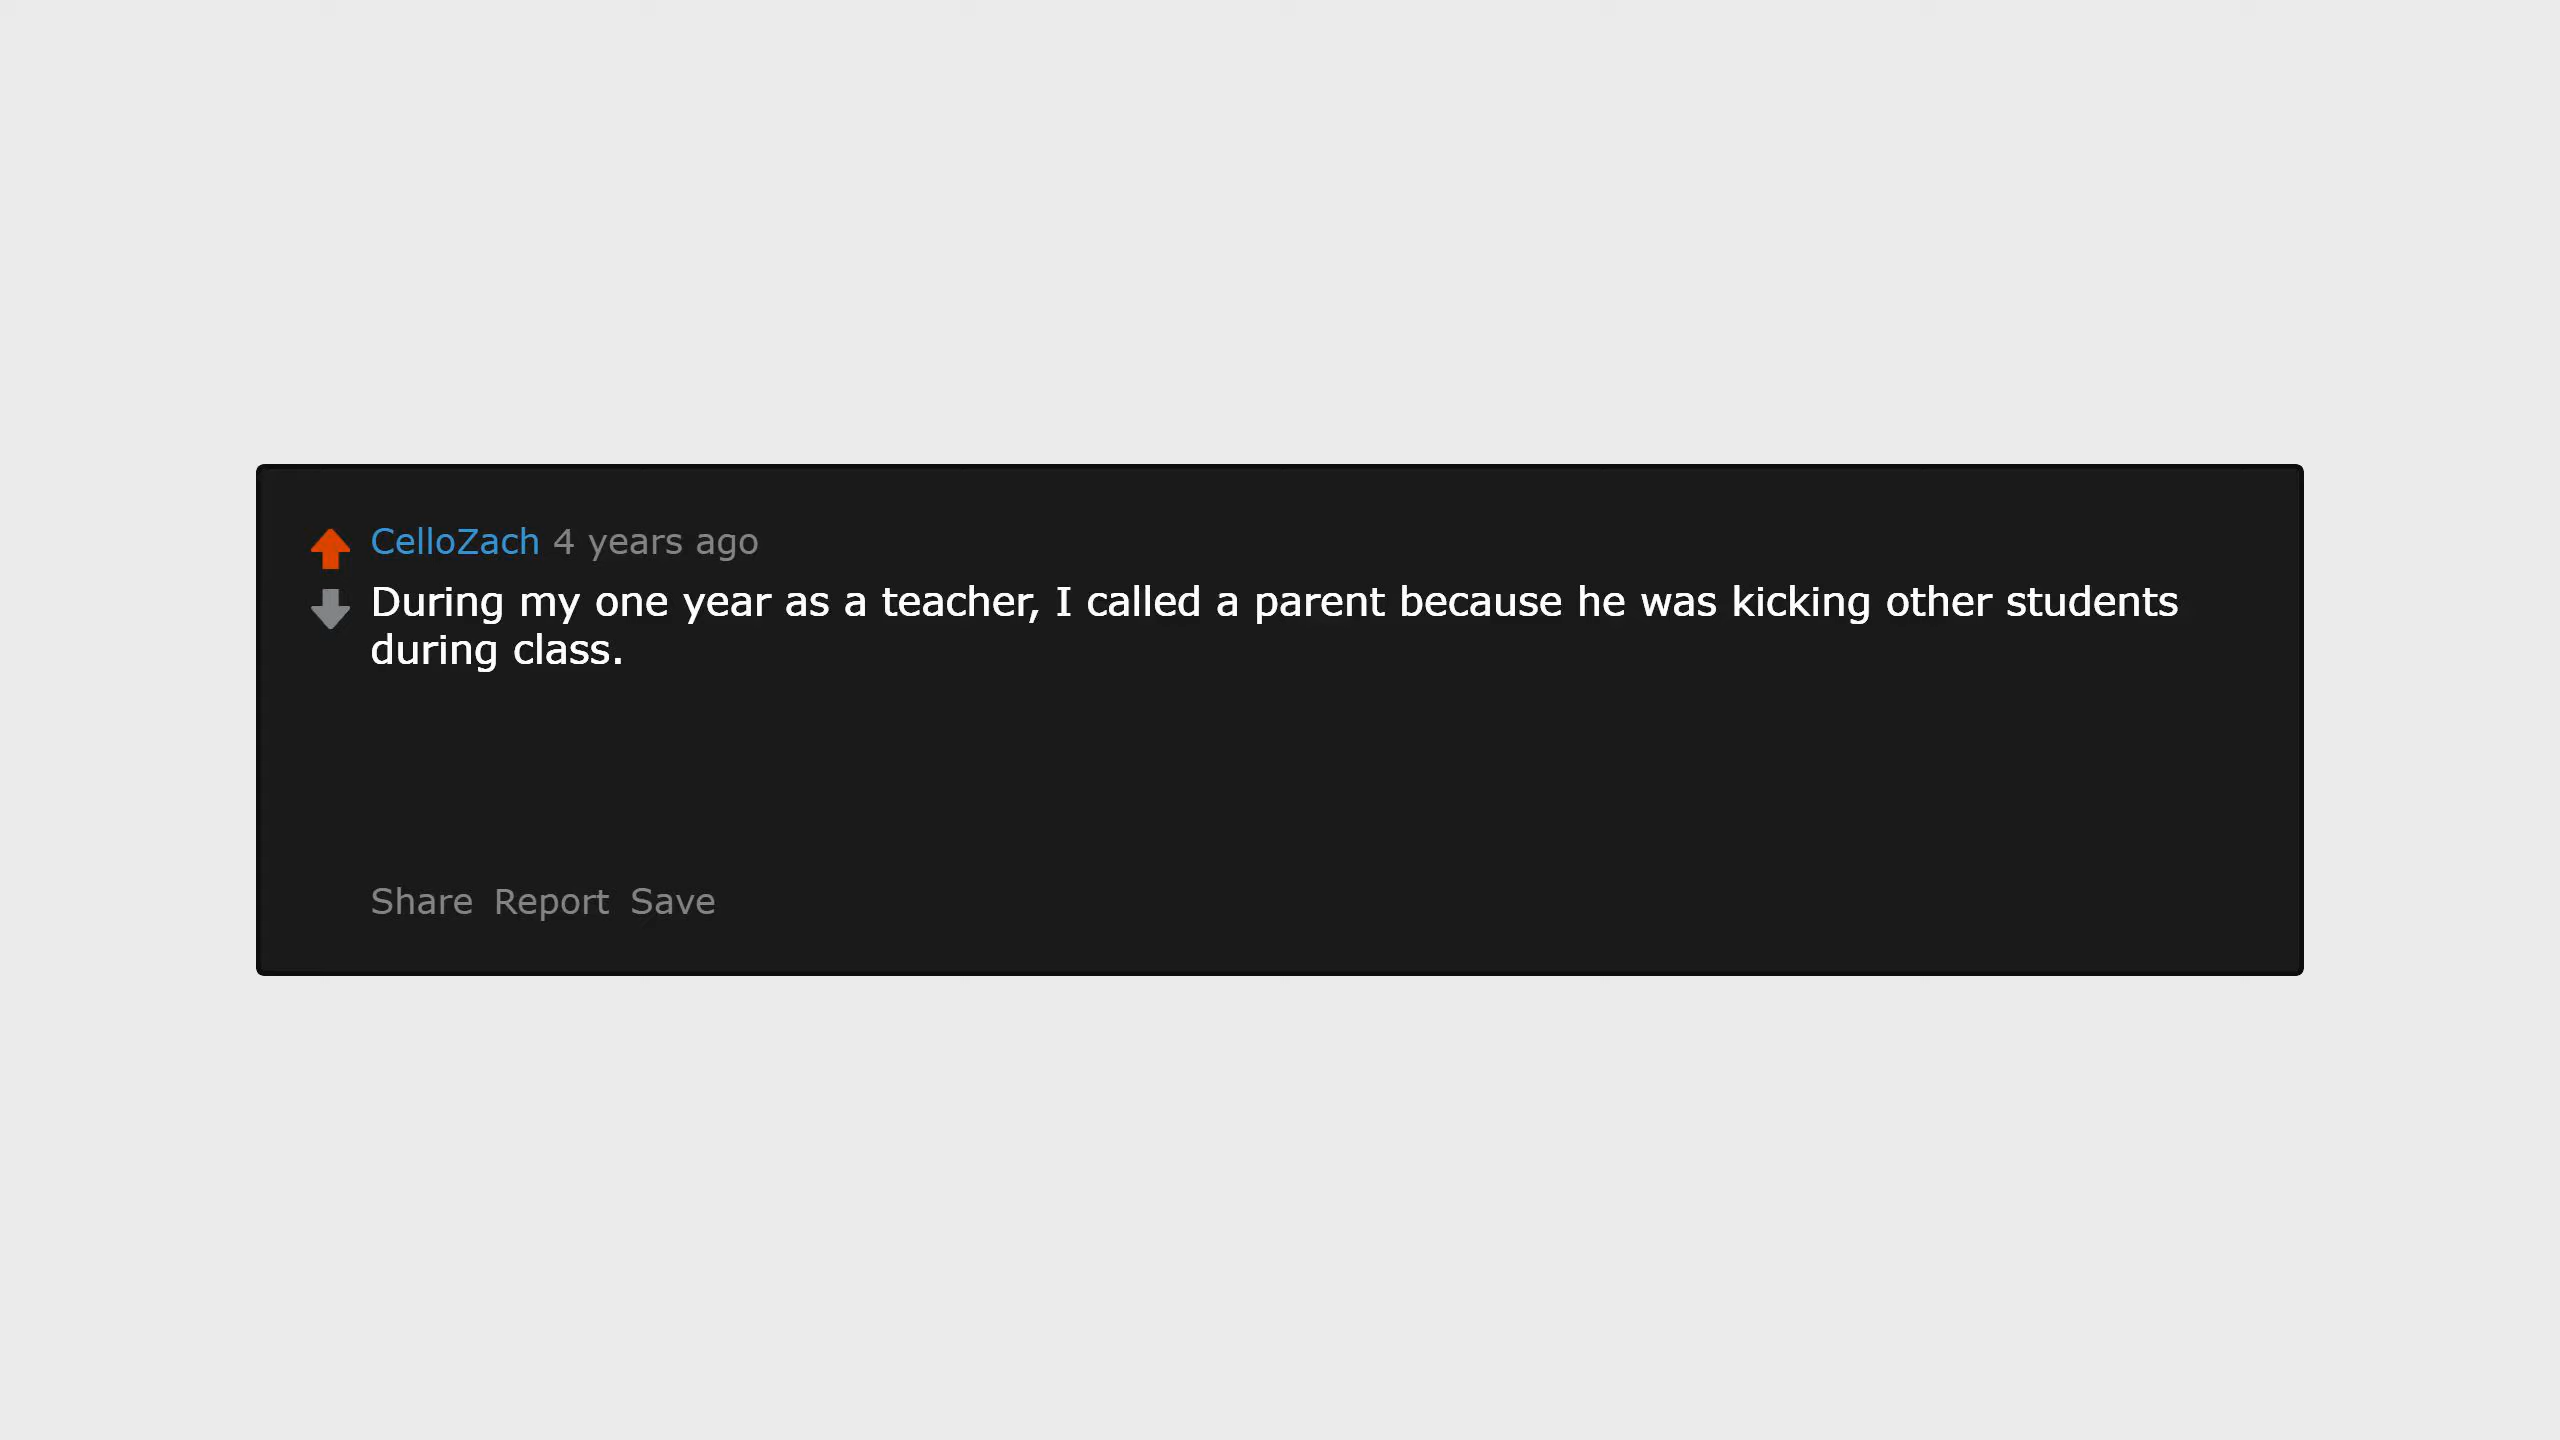 CelloZach 4 years ago
During my one year as a teacher, I called a parent because he was kicking other students
during class.
Share Report Save